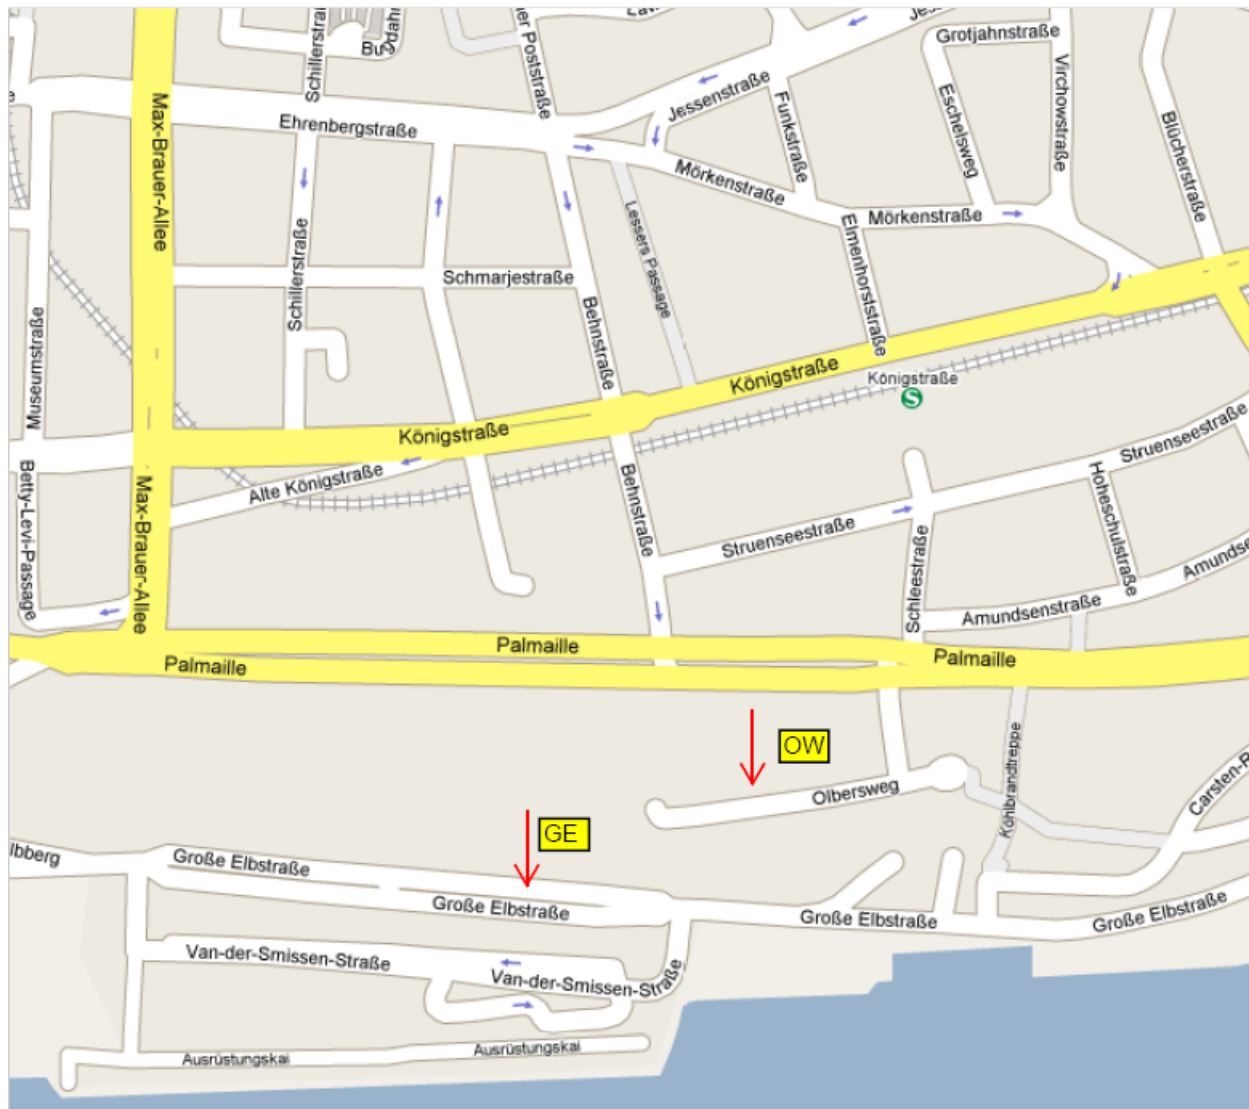 Schillerstraße
Jessenstraße
Grotjahnstraße
Virchowstraße
Eschelsweg
Blücherstraße
Funkstraße
Max-Brauer-Allee
Ehrenbergstraße
Mörkenstraße
Mörkenstraße
Elmenhorststraße
Lessers Passage
Schillerstraße
Schmarjestraße
Behnstraße
Museumstraße
Königstraße
Königstraße
S
Königstraße
Struenseestraße
Alte Königstraße
Betty-Levi-Passage
Max-Brauer-Allee
Behnstraße
Struenseestraße
Hoheschulstraße
Schleestraße
Amundsenstraße
Palmaille
Palmaille
Palmaille
OW
Olbersweg
Köhlbrandtreppe
GE
Große Elbstraße
Große Elbstraße
Große Elbstraße
Große Elbstraße
Van-der-Smissen-Straße
Van-der-Smissen-Straße
Ausrüstungskai
Ausrüstungskai